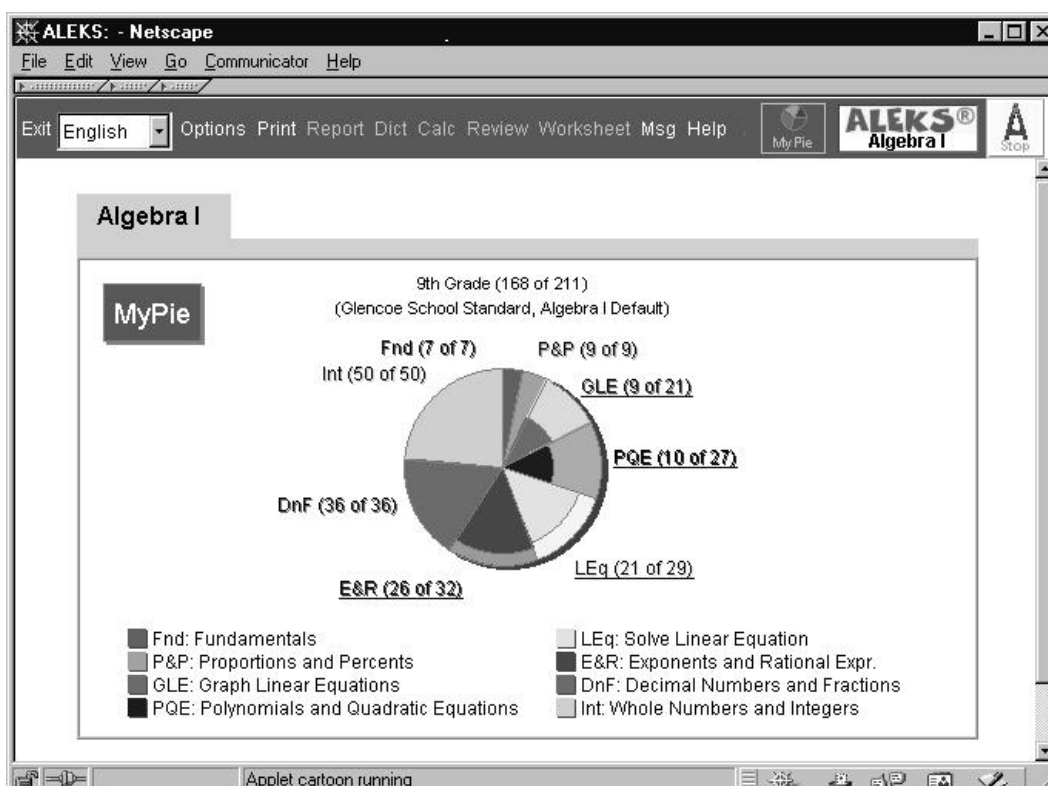 ALEKS: - Netscape
File Edit View Go Communicator Help
Exit English Options Print Report Dict Calc Review Worksheet Msg Help My Pie ALEKS® Algebra I Stop
Algebra I
MyPie
9th Grade (168 of 211)
(Glencoe School Standard, Algebra I Default)
Fnd (7 of 7)
P&P (9 of 9)
Int (50 of 50)
GLE (9 of 21)
PQE (10 of 27)
DnF (36 of 36)
LEq (21 of 29)
E&R (26 of 32)
Fnd: Fundamentals
P&P: Proportions and Percents
GLE: Graph Linear Equations
PQE: Polynomials and Quadratic Equations
LEq: Solve Linear Equation
E&R: Exponents and Rational Expr.
DnF: Decimal Numbers and Fractions
Int: Whole Numbers and Integers
Applet cartoon running